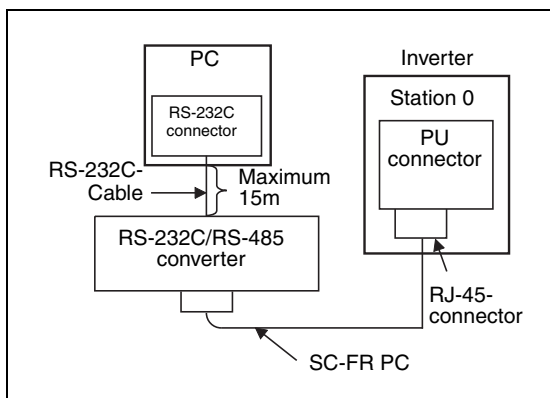 PC
RS-232C
connector
RS-232C-
Cable
Maximum
15m
RS-232C/RS-485
converter
Inverter
Station 0
PU
connector
RJ-45-
connector
SC-FR PC